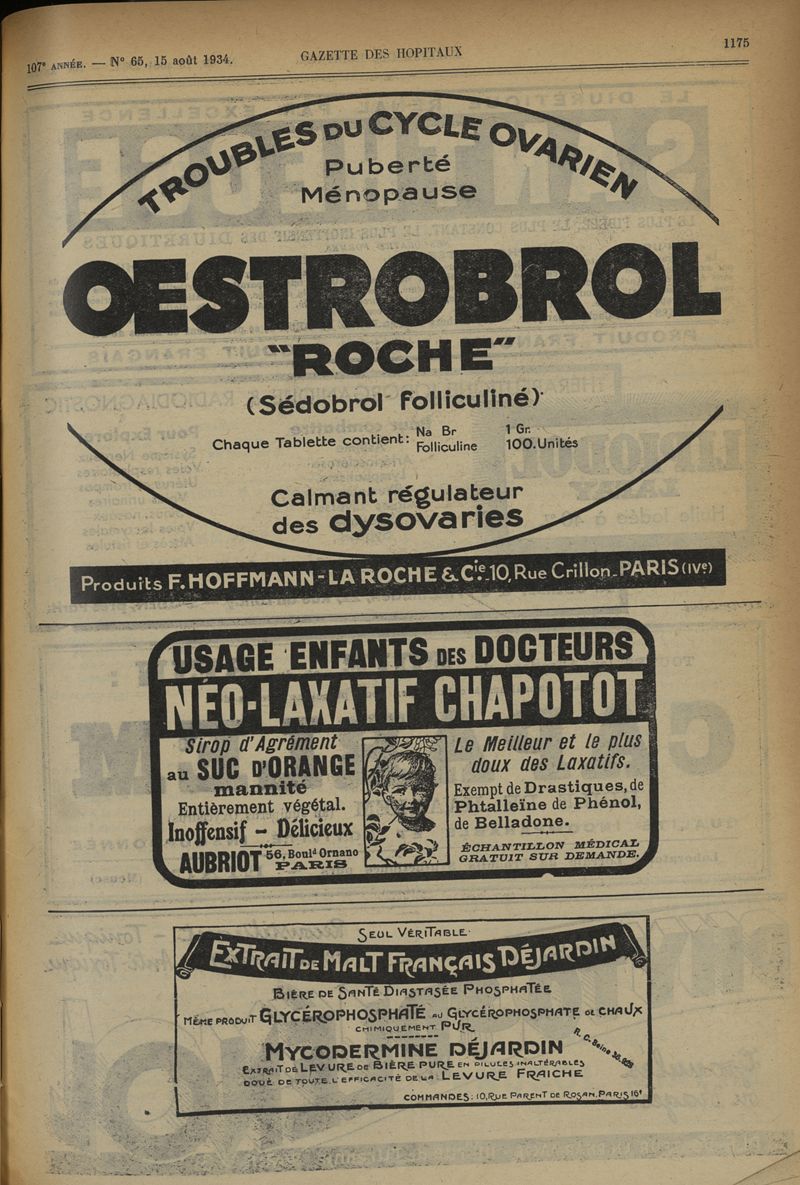 107e ANNÉE. — No 65, 15 août 1934.
GAZETTE DES HOPITAUX
1175
TROUBLES DU CYCLE OVARIEN
Puberté
Ménopause
OESTROBROL
"ROCHE"
(Sédobrol folliculiné)
Chaque Tablette contient: Na Br 1 Gr.
Folliculine 100.Unités
Calmant régulateur
des dysovaries
Produits F. HOFFMANN-LA ROCHE & Cie. 10, Rue Crillon_PARIS (IVe)
USAGE ENFANTS DES DOCTEURS
NÉO-LAXATIF CHAPOTOT
Sirop d'Agrément
au SUC D'ORANGE
mannité
Entièrement végétal.
Inoffensif - Délicieux
AUBRIOT 56, Bould Ornano
PARIS
Le Meilleur et le plus
doux des Laxatifs.
Exempt de Drastiques, de
Phtalleïne de Phénol,
de Belladone.
ÉCHANTILLON MÉDICAL
GRATUIT SUR DEMANDE.
SEUL VÉRITABLE
EXTRAIT DE MALT FRANÇAIS DÉJARDIN
BIÈRE DE SANTÉ DIASTASÉE PHOSPHATÉE
MÊME PRODUIT GLYCÉROPHOSPHATÉ AU GLYCÉROPHOSPHATE DE CHAUX
CHIMIQUEMENT PUR
MYCODERMINE DÉJARDIN
R. C. Seine
EXTRAIT DE LEVURE DE BIÈRE PURE EN PILULES INALTÉRABLES
DOUÉ DE TOUTE L'EFFICACITÉ DE LA LEVURE FRAICHE
COMMANDES: 10, RUE PARENT DE ROSAN, PARIS 16e